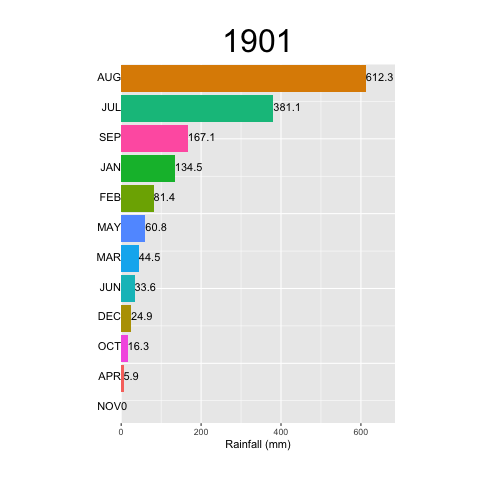 1901
AUG 612.3
JUL 381.1
SEP 167.1
JAN 134.5
FEB 81.4
MAY 60.8
MAR 44.5
JUN 33.6
DEC 24.9
OCT 16.3
APR 5.9
NOV 0
0 200 400 600
Rainfall (mm)